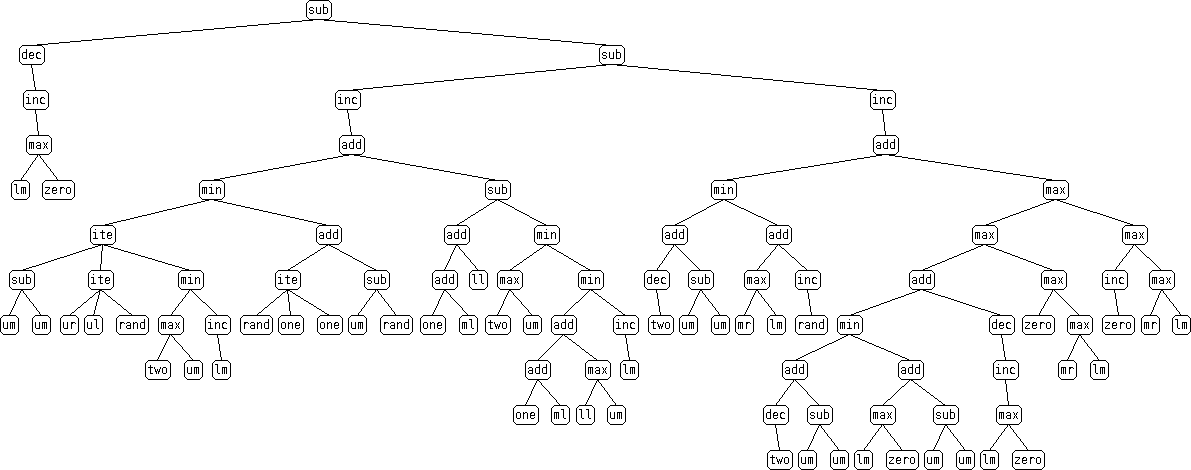 sub
dec sub
inc inc inc
max add add
lm zero min sub min max
ite add add min add add max max
sub ite min ite sub add ll max min dec sub max inc add max inc max
um um ur ul rand max inc rand one one um rand one ml two um add inc two um um mr lm rand min dec zero max zero mr lm
two um lm add max lm add add inc mr lm
one ml ll um dec sub max sub max
two um um lm zero um um lm zero